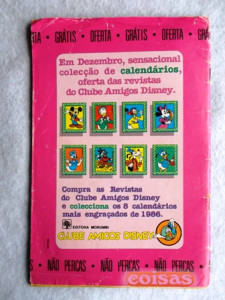 GRÁTIS • OFERTA • GRÁTIS • OFERTA • GRÁTIS
Em Dezembro, sensacional
colecção de calendários,
oferta das revistas
do Clube Amigos Disney.
Compra as Revistas
do Clube Amigos Disney
e colecciona os 8 calendários
mais engraçados de 1986.
EDITORA MORUMBI
CLUBE AMIGOS DISNEY
NÃO PERCAS • NÃO PERCAS • NÃO PERCAS
coisas